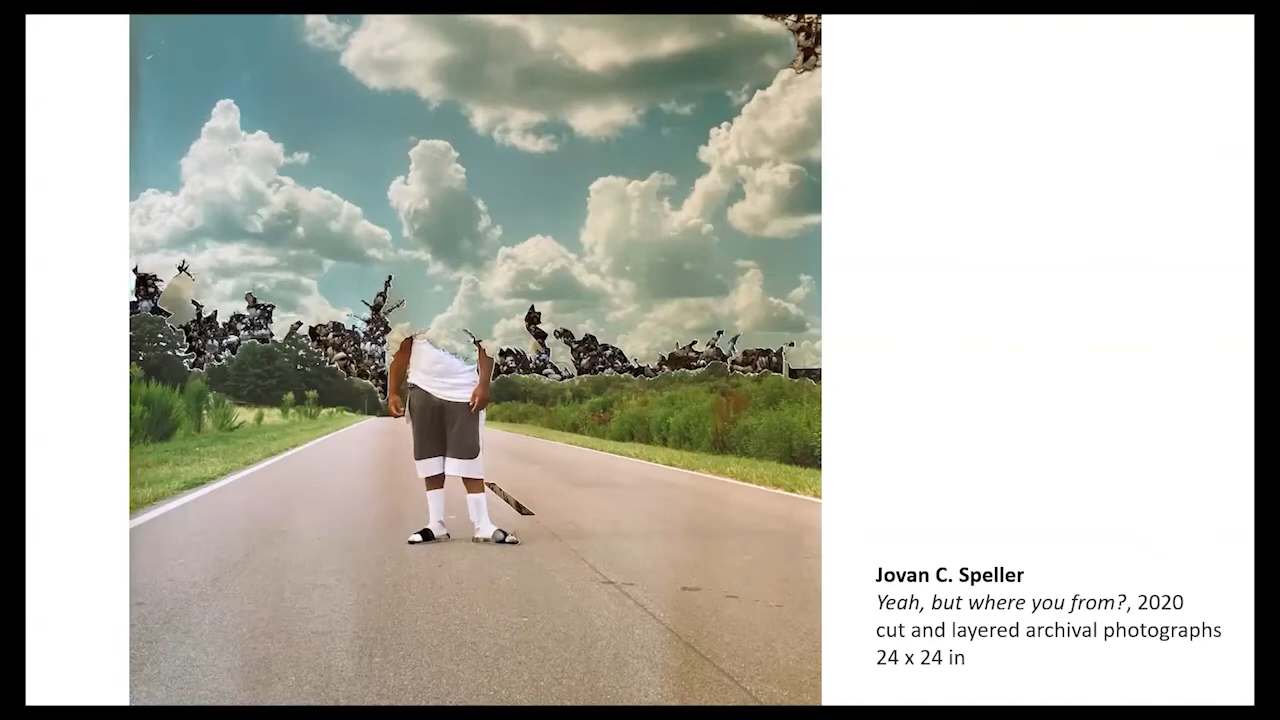 Jovan C. Speller
Yeah, but where you from?, 2020
cut and layered archival photographs
24 x 24 in